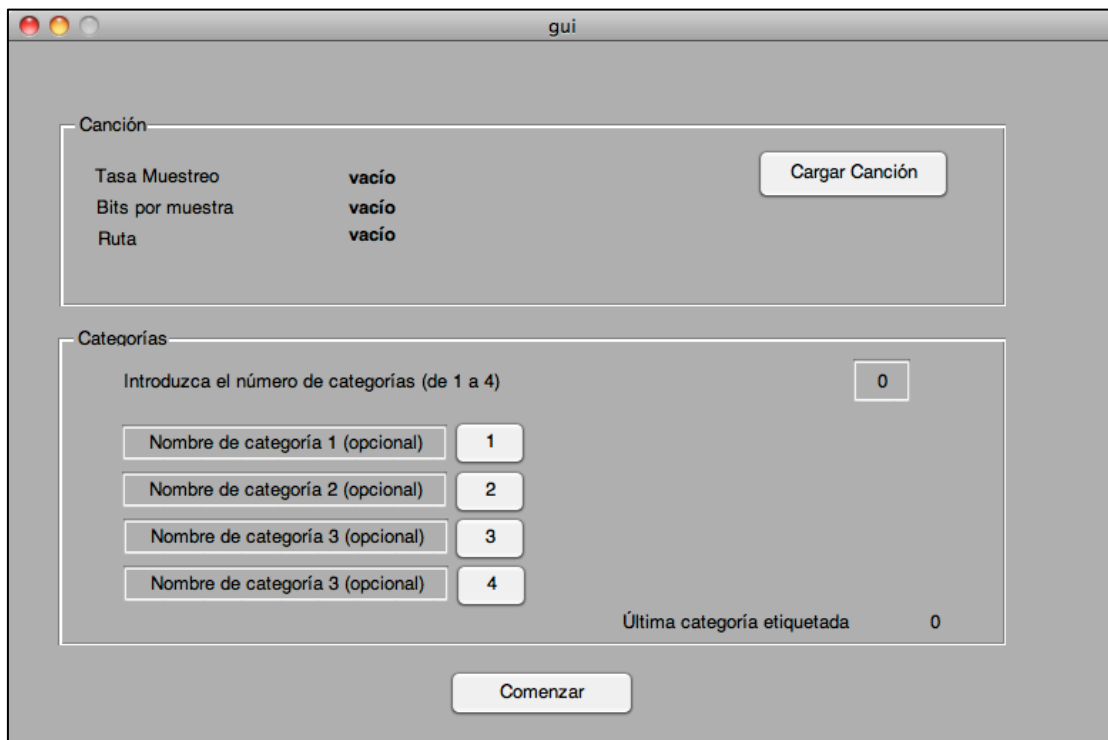 gui
Canción
Tasa Muestreo vacío Cargar Canción
Bits por muestra vacío
Ruta vacío
Categorías
Introduzca el número de categorías (de 1 a 4) 0
Nombre de categoría 1 (opcional) 1
Nombre de categoría 2 (opcional) 2
Nombre de categoría 3 (opcional) 3
Nombre de categoría 3 (opcional) 4
Última categoría etiquetada 0
Comenzar